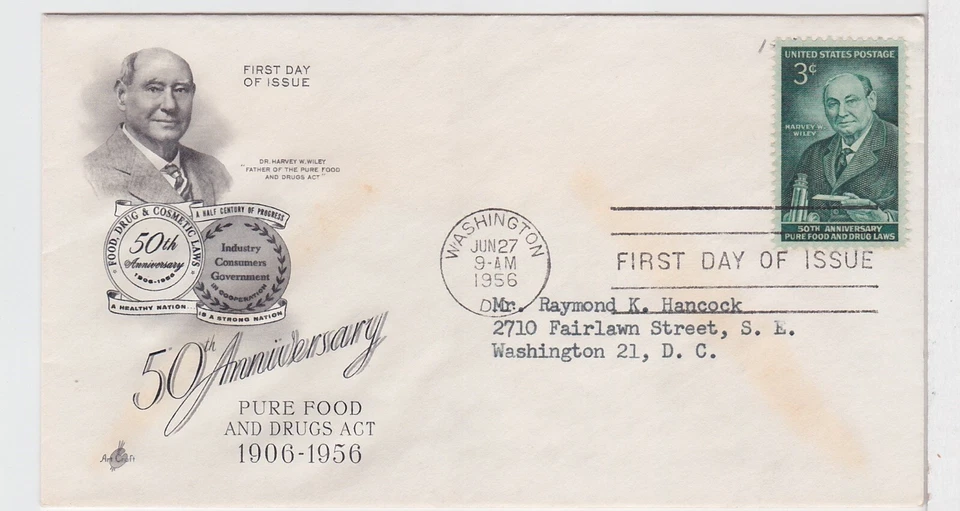 FIRST DAY
OF ISSUE
DR. HARVEY W. WILEY
"FATHER OF THE PURE FOOD
AND DRUGS ACT"
FOOD, DRUG & COSMETIC LAWS
50th
Anniversary
1906-1956
A HALF CENTURY OF PROGRESS
Industry
Consumers
Government
IN COOPERATION
A HEALTHY NATION...
IS A STRONG NATION
50th Anniversary
PURE FOOD
AND DRUGS ACT
1906-1956
Art Craft
UNITED STATES POSTAGE
3¢
HARVEY W.
WILEY
50TH ANNIVERSARY
PURE FOOD AND DRUG LAWS
WASHINGTON
JUN 27
9-AM
1956
D.
FIRST DAY OF ISSUE
Mr. Raymond K. Hancock
2710 Fairlawn Street, S. E.
Washington 21, D. C.